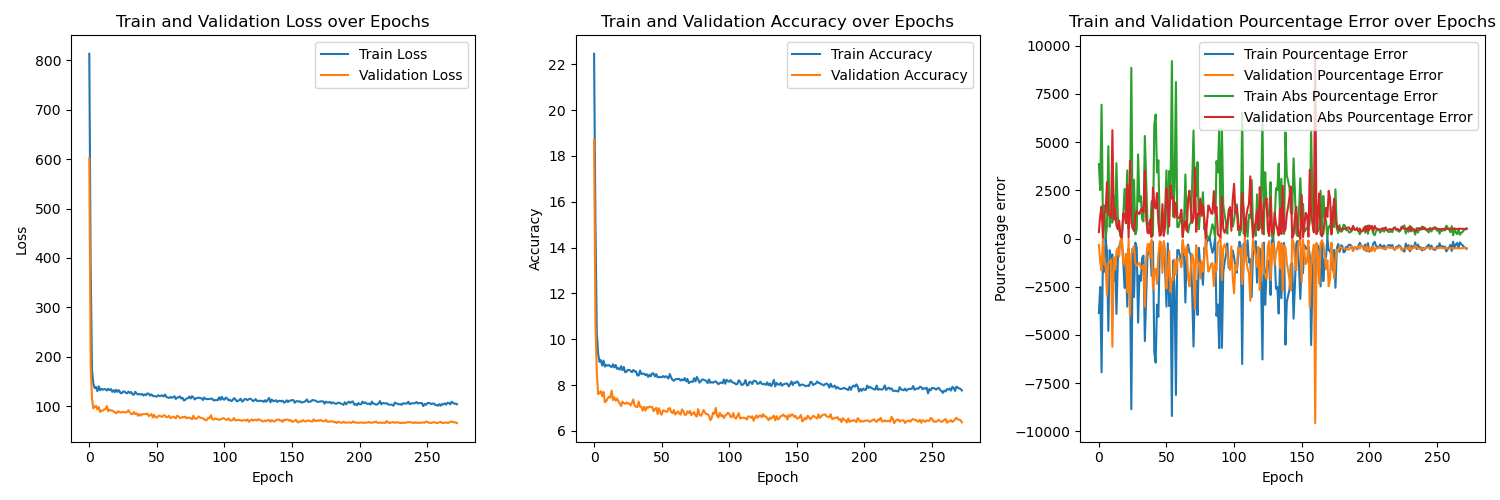 Train and Validation Loss over Epochs
Train Loss
Validation Loss
800
700
600
500
400
300
200
100
Loss
0
50
100
150
200
250
Epoch
Train and Validation Accuracy over Epochs
Train Accuracy
Validation Accuracy
22
20
18
16
14
12
10
8
6
Accuracy
0
50
100
150
200
250
Epoch
Train and Validation Pourcentage Error over Epochs
Train Pourcentage Error
Validation Pourcentage Error
Train Abs Pourcentage Error
Validation Abs Pourcentage Error
10000
7500
5000
2500
0
−2500
−5000
−7500
−10000
Pourcentage error
0
50
100
150
200
250
Epoch